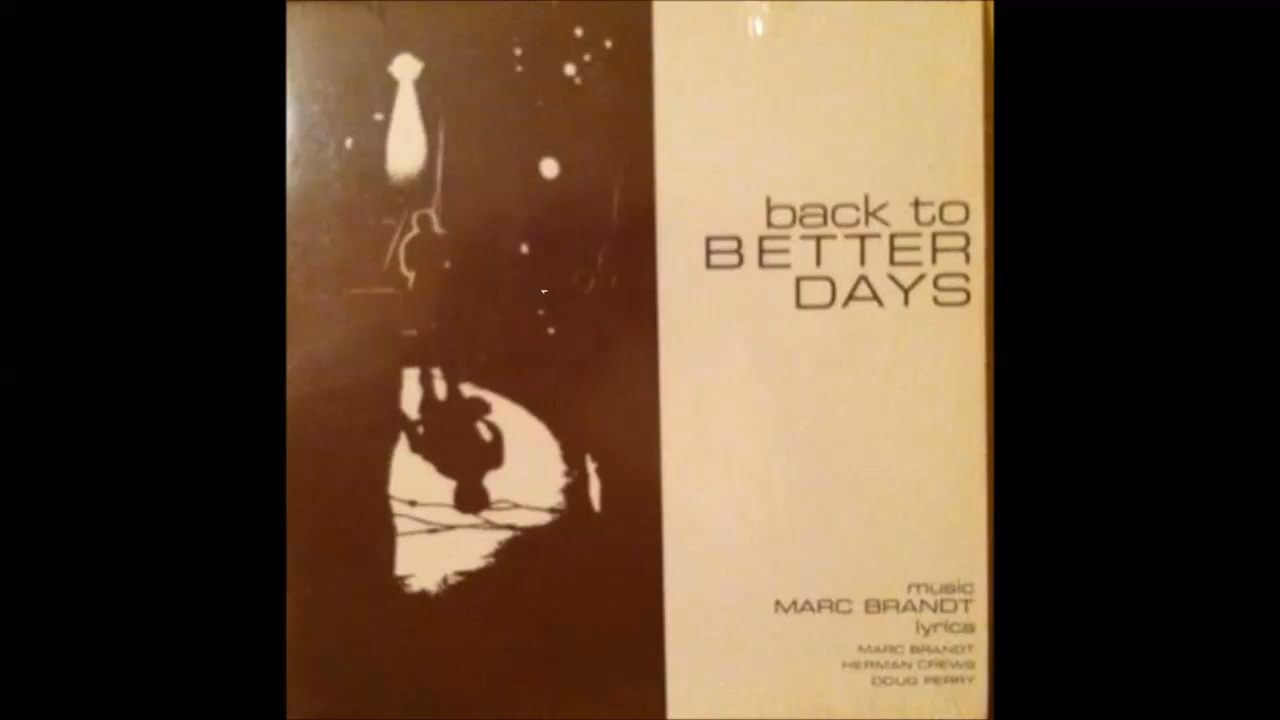 back to
BETTER
DAYS
music
MARC BRANDT
lyrics
MARC BRANDT
HERMAN CREWS
DOUG PERRY